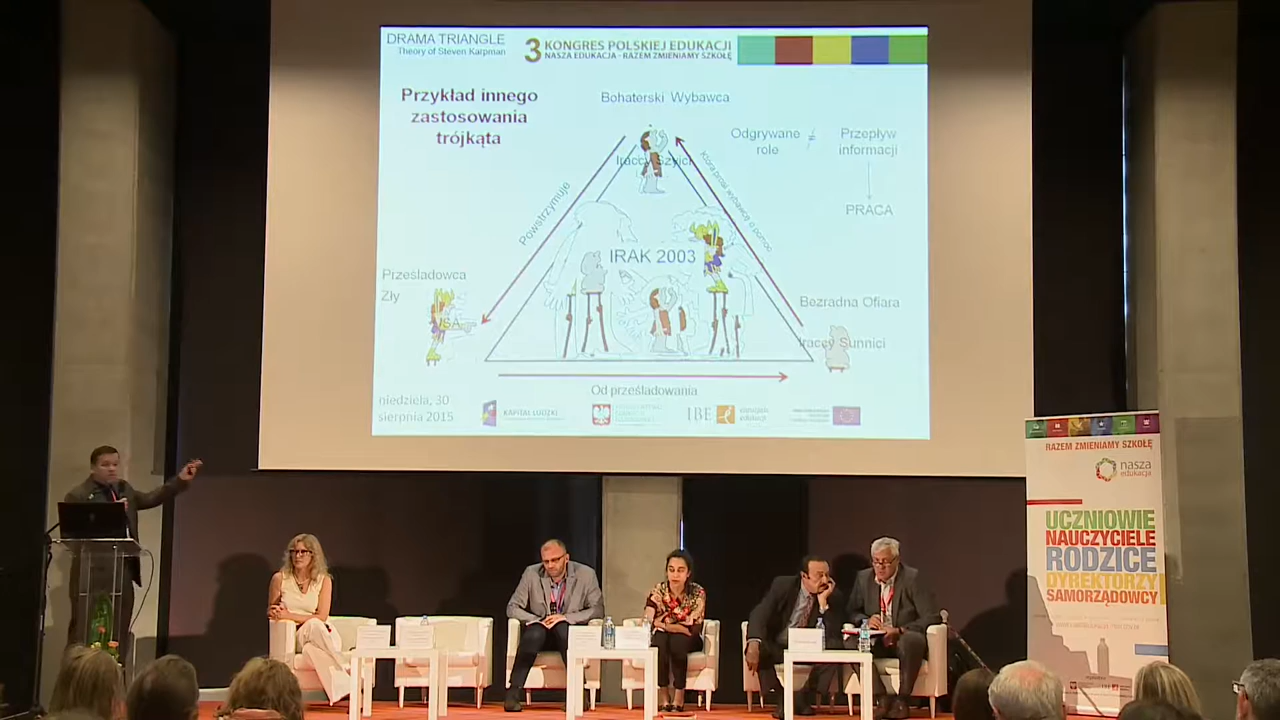 DRAMA TRIANGLE
Theory of Steven Karpman
3 KONGRES POLSKIEJ EDUKACJI
NASZA EDUKACJA - RAZEM ZMIENIAMY SZKOŁĘ
Przykład innego
zastosowania
trójkąta
Bohaterski Wybawca
Iraccy Szyici
Odgrywane
role
≠
Przepływ
informacji
PRACA
Powstrzymuje
IRAK 2003
Prześladowca
Zły
USA
Bezradna Ofiara
Iraccy Sunnici
Od prześladowania
niedziela, 30
sierpnia 2015
KAPITAŁ LUDZKI
IBE
RAZEM ZMIENIAMY SZKOŁĘ
nasza
edukacja
UCZNIOWIE
NAUCZYCIELE
RODZICE
DYREKTORZY
SAMORZĄDOWCY